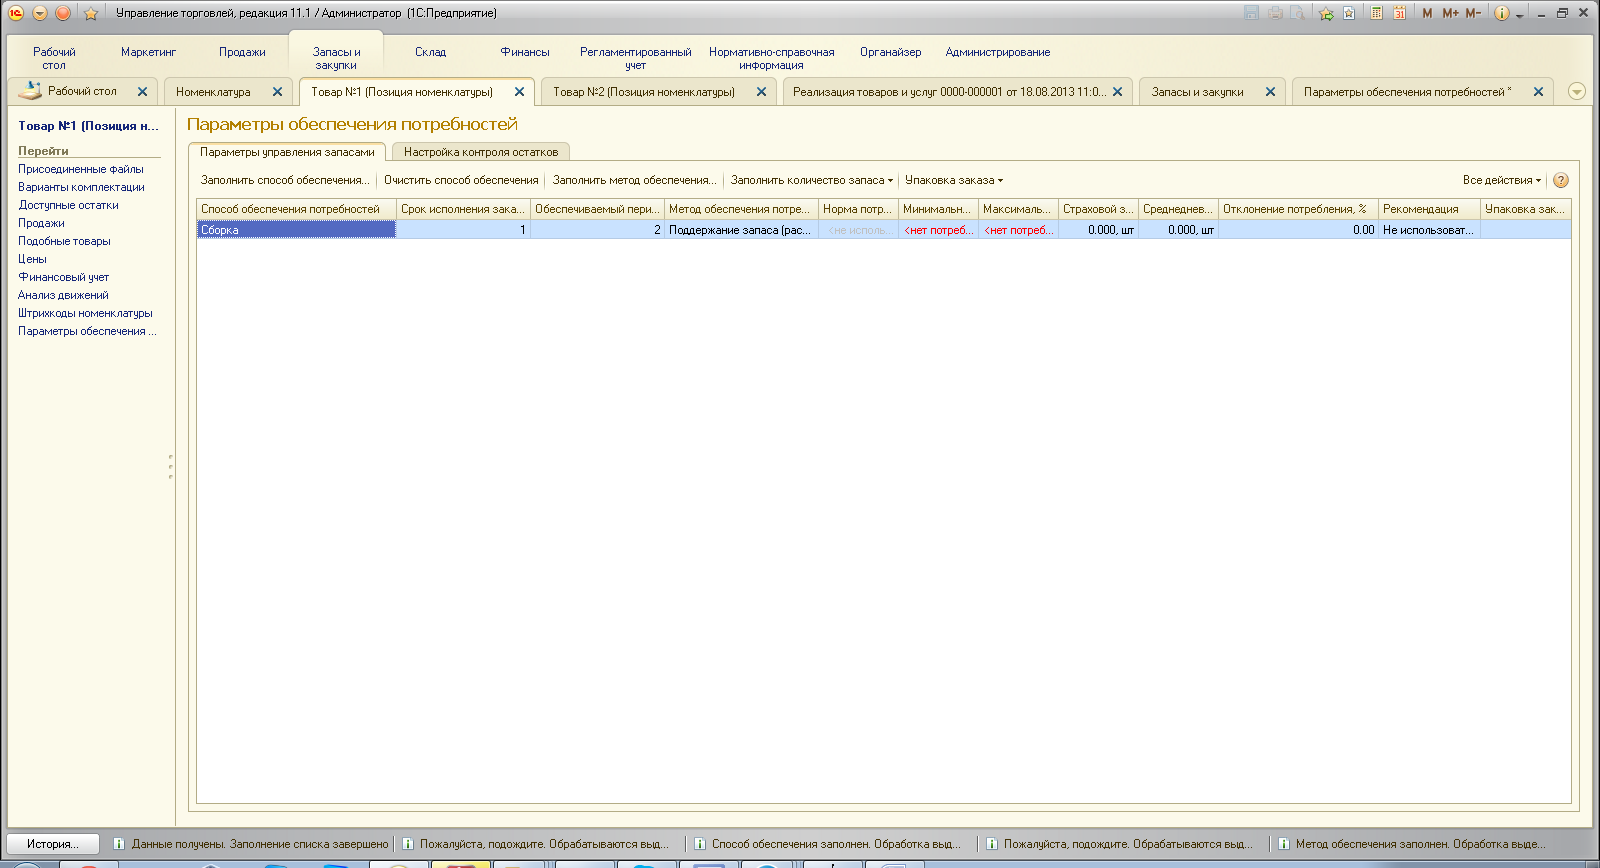 Управление торговлей, редакция 11.1 / Администратор (1С:Предприятие)
M M+ M-
Рабочий стол
Маркетинг
Продажи
Запасы и закупки
Склад
Финансы
Регламентированный учет
Нормативно-справочная информация
Органайзер
Администрирование
Рабочий стол
Номенклатура
Товар №1 (Позиция номенклатуры)
Товар №2 (Позиция номенклатуры)
Реализация товаров и услуг 0000-000001 от 18.08.2013 11:0...
Запасы и закупки
Параметры обеспечения потребностей *
Товар №1 (Позиция н...
Перейти
Присоединенные файлы
Варианты комплектации
Доступные остатки
Продажи
Подобные товары
Цены
Финансовый учет
Анализ движений
Штрихкоды номенклатуры
Параметры обеспечения ...
Параметры обеспечения потребностей
Параметры управления запасами
Настройка контроля остатков
Заполнить способ обеспечения...
Очистить способ обеспечения
Заполнить метод обеспечения...
Заполнить количество запаса
Упаковка заказа
Все действия
Способ обеспечения потребностей
Срок исполнения зака...
Обеспечиваемый пери...
Метод обеспечения потре...
Норма потр...
Минимальн...
Максималь...
Страховой з...
Среднеднев...
Отклонение потребления, %
Рекомендация
Упаковка зак...
Сборка
1
2
Поддержание запаса (рас...
<не исполь...
<нет потреб...
<нет потреб...
0.000, шт
0.000, шт
0.00
Не использоват...
История...
Данные получены. Заполнение списка завершено
Пожалуйста, подождите. Обрабатываются выд...
Способ обеспечения заполнен. Обработка выд...
Пожалуйста, подождите. Обрабатываются выд...
Метод обеспечения заполнен. Обработка выде...